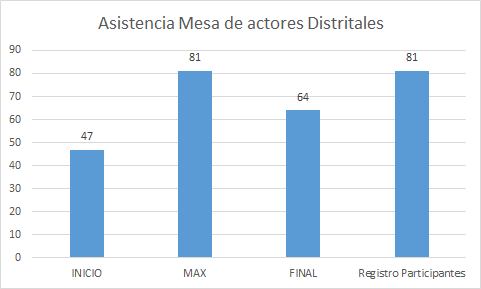 Asistencia Mesa de actores Distritales
90
80
70
60
50
40
30
20
10
0
47
81
64
81
INICIO
MAX
FINAL
Registro Participantes